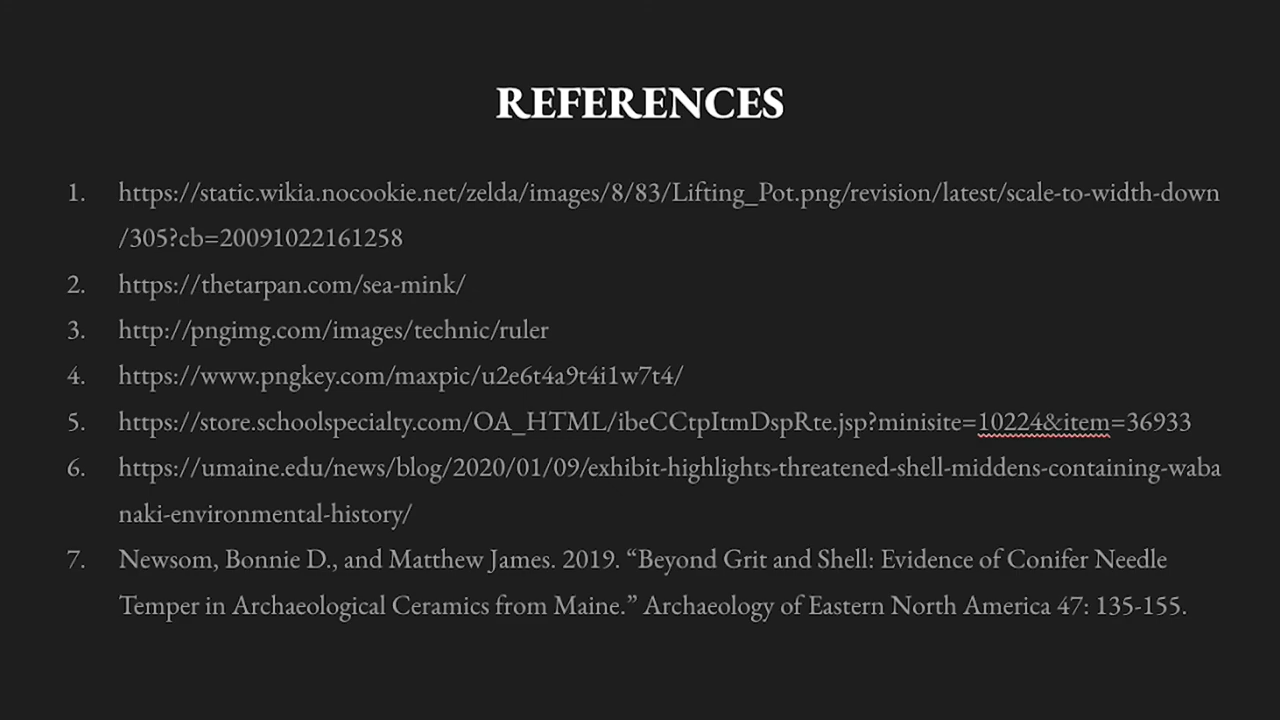 REFERENCES
1. https://static.wikia.nocookie.net/zelda/images/8/83/Lifting_Pot.png/revision/latest/scale-to-width-down
/305?cb=20091022161258
2. https://thetarpan.com/sea-mink/
3. http://pngimg.com/images/technic/ruler
4. https://www.pngkey.com/maxpic/u2e6t4a9t4i1w7t4/
5. https://store.schoolspecialty.com/OA_HTML/ibeCCtpItmDspRte.jsp?minisite=10224&item=36933
6. https://umaine.edu/news/blog/2020/01/09/exhibit-highlights-threatened-shell-middens-containing-waba
naki-environmental-history/
7. Newsom, Bonnie D., and Matthew James. 2019. “Beyond Grit and Shell: Evidence of Conifer Needle
Temper in Archaeological Ceramics from Maine.” Archaeology of Eastern North America 47: 135-155.